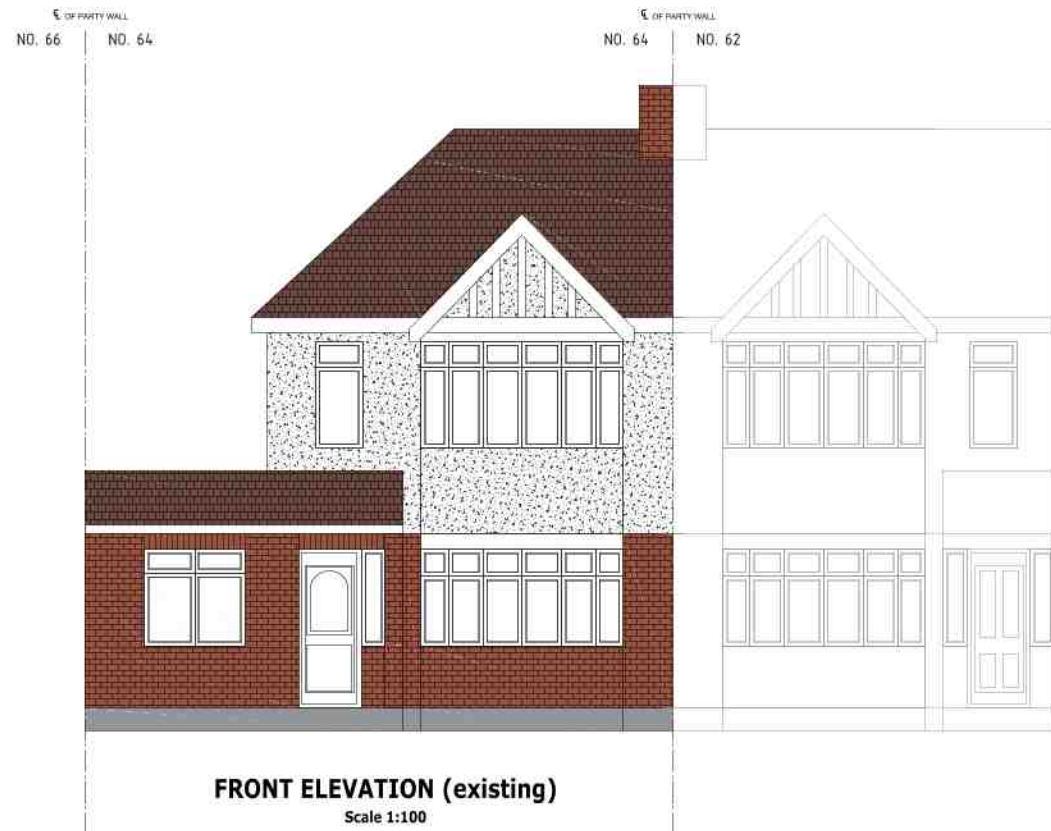 ℄ OF PARTY WALL
NO. 66 NO. 64
℄ OF PARTY WALL
NO. 64 NO. 62
FRONT ELEVATION (existing)
Scale 1:100